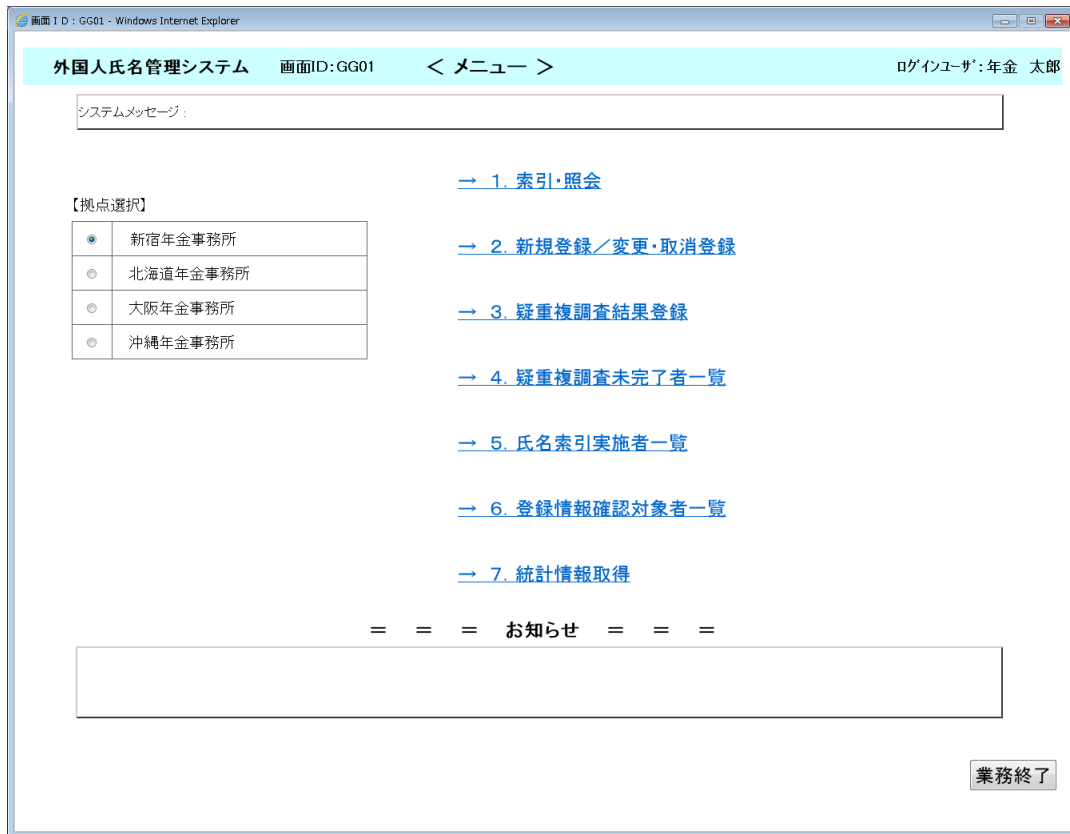 画面ＩＤ：GG01 - Windows Internet Explorer
外国人氏名管理システム 画面ID：GG01 ＜ メニュー ＞ ﾛｸﾞｲﾝﾕｰｻﾞ：年金 太郎
システムメッセージ：
→ 1. 索引・照会
【拠点選択】
新宿年金事務所
→ 2. 新規登録／変更・取消登録
北海道年金事務所
大阪年金事務所
→ 3. 疑重複調査結果登録
沖縄年金事務所
→ 4. 疑重複調査未完了者一覧
→ 5. 氏名索引実施者一覧
→ 6. 登録情報確認対象者一覧
→ 7. 統計情報取得
＝ ＝ ＝ お知らせ ＝ ＝ ＝
業務終了